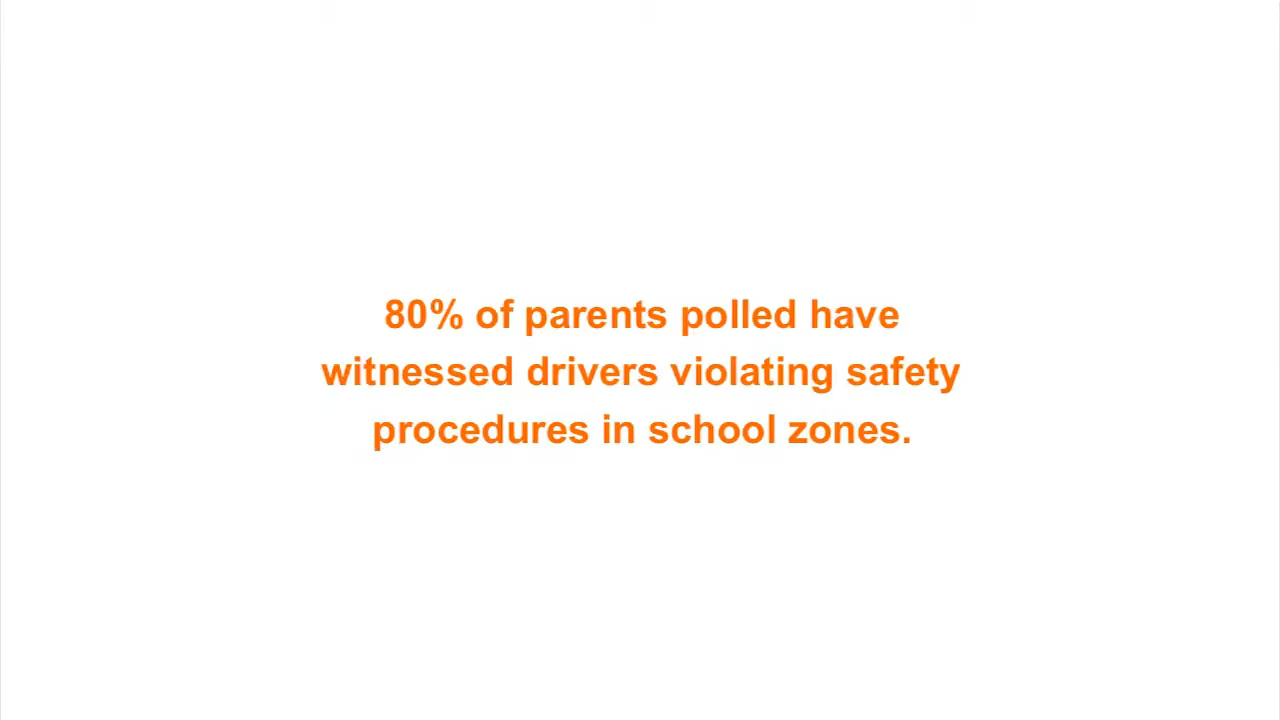 80% of parents polled have
witnessed drivers violating safety
procedures in school zones.